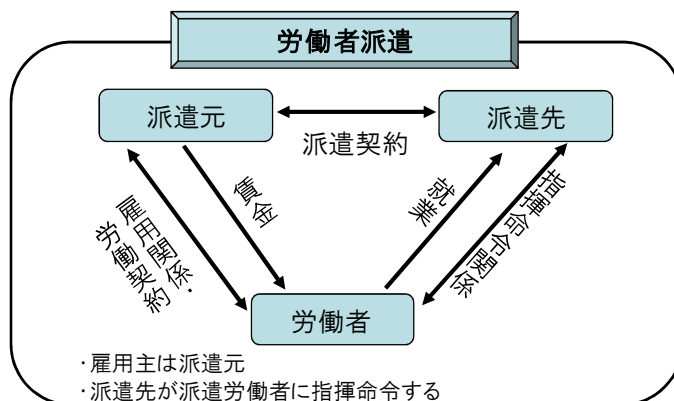 労働者派遣
派遣元
派遣先
派遣契約
賃金
就業
雇用関係・
労働契約
指揮命令関係
労働者
・雇用主は派遣元
・派遣先が派遣労働者に指揮命令する